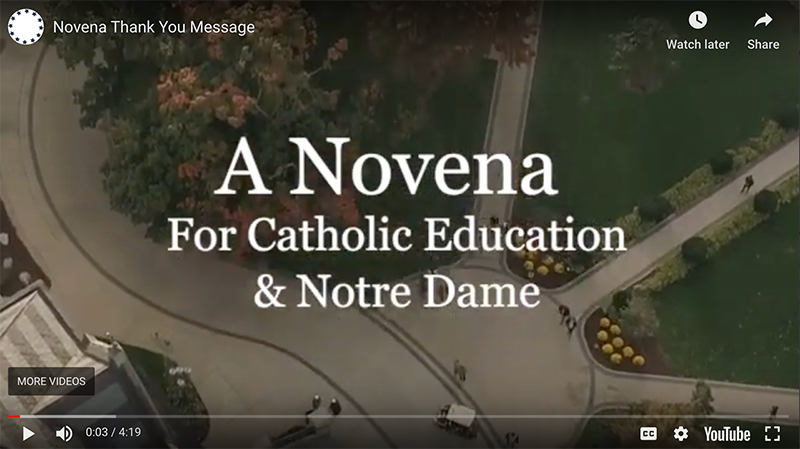 Novena Thank You Message
Watch later
Share
A Novena
For Catholic Education
& Notre Dame
MORE VIDEOS
0:03 / 4:19
CC
YouTube